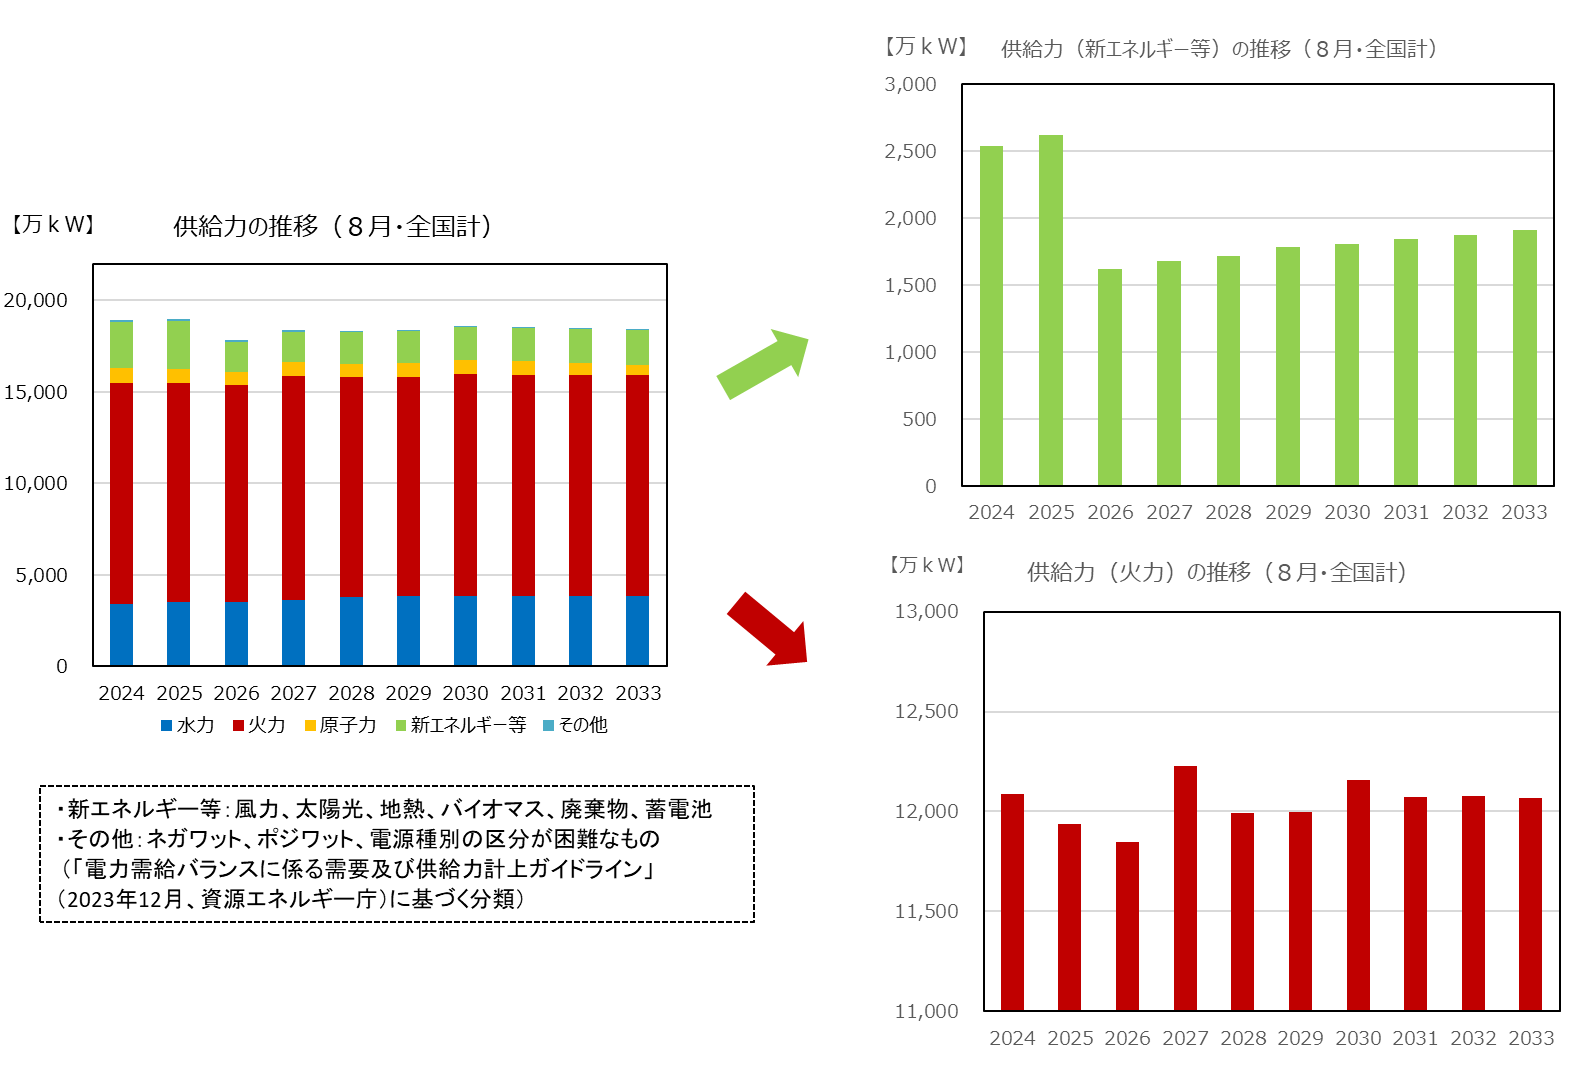 【万ｋW】
供給力の推移（８月･全国計）
20,000
15,000
10,000
5,000
0
2024 2025 2026 2027 2028 2029 2030 2031 2032 2033
水力 火力 原子力 新エネルギー等 その他
・新エネルギー等：風力、太陽光、地熱、バイオマス、廃棄物、蓄電池
・その他：ネガワット、ポジワット、電源種別の区分が困難なもの
（「電力需給バランスに係る需要及び供給力計上ガイドライン」
（2023年12月、資源エネルギー庁）に基づく分類）
【万ｋW】
供給力（新エネルギー等）の推移（８月･全国計）
3,000
2,500
2,000
1,500
1,000
500
0
2024 2025 2026 2027 2028 2029 2030 2031 2032 2033
【万ｋW】
供給力（火力）の推移（８月･全国計）
13,000
12,500
12,000
11,500
11,000
2024 2025 2026 2027 2028 2029 2030 2031 2032 2033